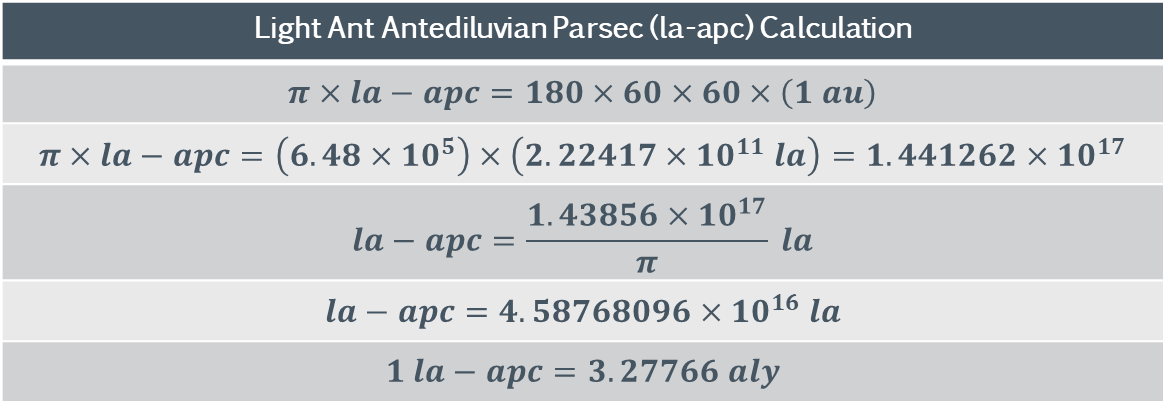 Light Ant Antediluvian Parsec (la-apc) Calculation
π × la − apc = 180 × 60 × 60 × (1 au)
π × la − apc = (6.48 × 10⁵) × (2.22417 × 10¹¹ la) = 1.441262 × 10¹⁷
la − apc = 1.43856 × 10¹⁷ / π la
la − apc = 4.58768096 × 10¹⁶ la
1 la − apc = 3.27766 aly